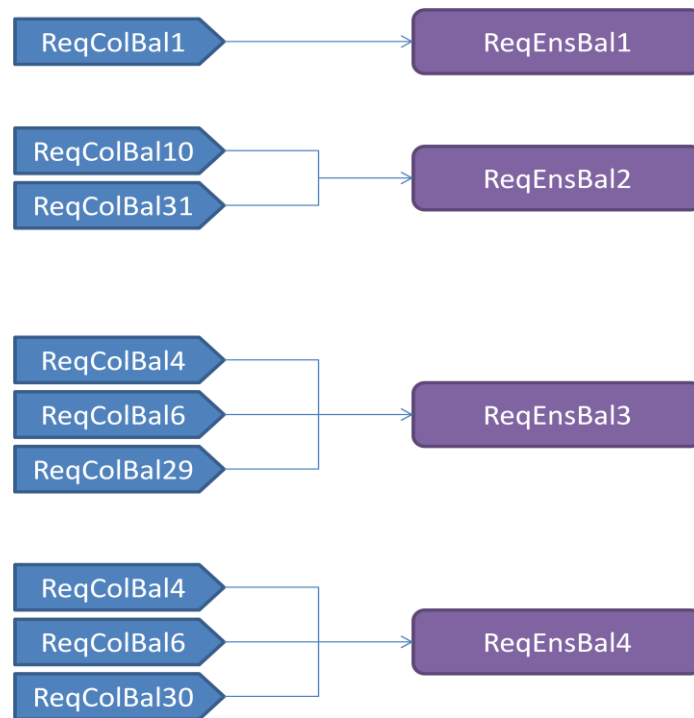 ReqColBal1
ReqEnsBal1
ReqColBal10
ReqColBal31
ReqEnsBal2
ReqColBal4
ReqColBal6
ReqColBal29
ReqEnsBal3
ReqColBal4
ReqColBal6
ReqColBal30
ReqEnsBal4